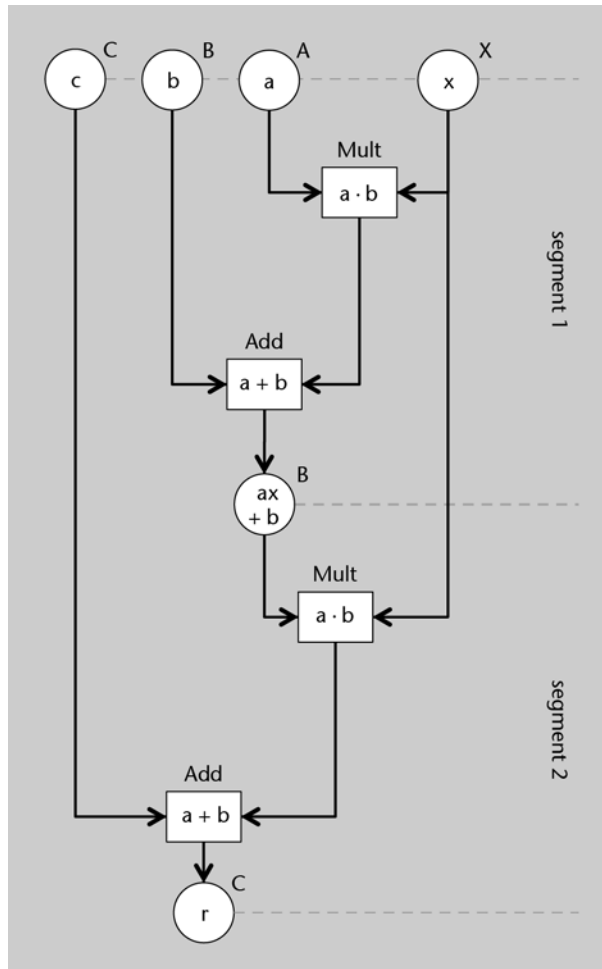 C
B
A
X
c
b
a
x
Mult
a · b
segment 1
Add
a + b
B
ax
+ b
Mult
a · b
segment 2
Add
a + b
C
r